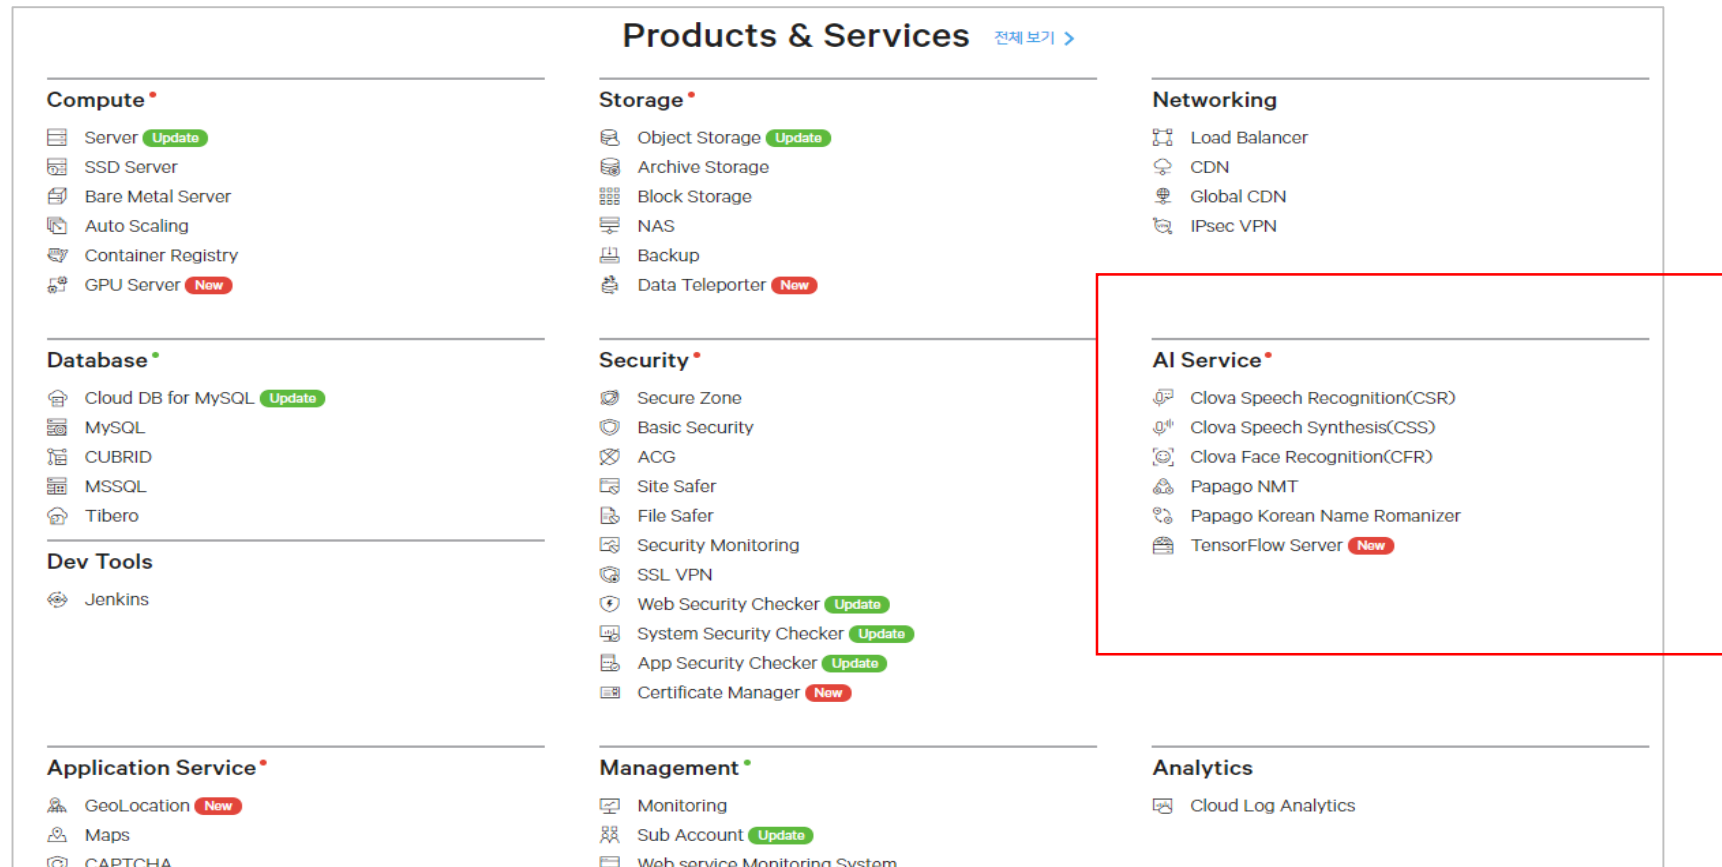 Products & Services 전체 보기 >
Compute
Server Update
SSD Server
Bare Metal Server
Auto Scaling
Container Registry
GPU Server New
Storage
Object Storage Update
Archive Storage
Block Storage
NAS
Backup
Data Teleporter New
Networking
Load Balancer
CDN
Global CDN
IPsec VPN
Database
Cloud DB for MySQL Update
MySQL
CUBRID
MSSQL
Tibero
Dev Tools
Jenkins
Security
Secure Zone
Basic Security
ACG
Site Safer
File Safer
Security Monitoring
SSL VPN
Web Security Checker Update
System Security Checker Update
App Security Checker Update
Certificate Manager New
AI Service
Clova Speech Recognition(CSR)
Clova Speech Synthesis(CSS)
Clova Face Recognition(CFR)
Papago NMT
Papago Korean Name Romanizer
TensorFlow Server New
Application Service
GeoLocation New
Maps
CAPTCHA
Management
Monitoring
Sub Account Update
Web service Monitoring System
Analytics
Cloud Log Analytics